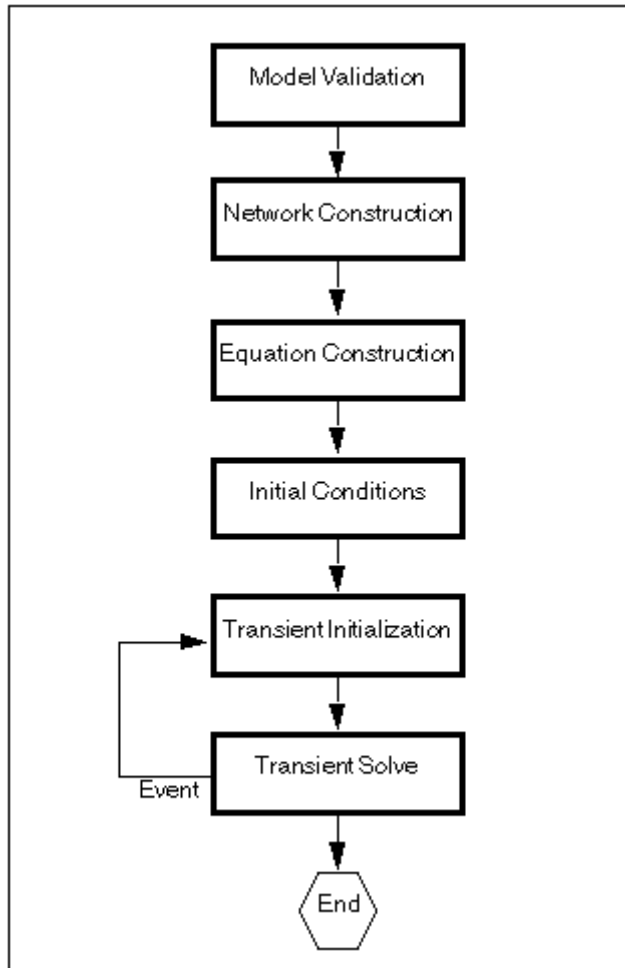 Model Validation
Network Construction
Equation Construction
Initial Conditions
Transient Initialization
Transient Solve
Event
End